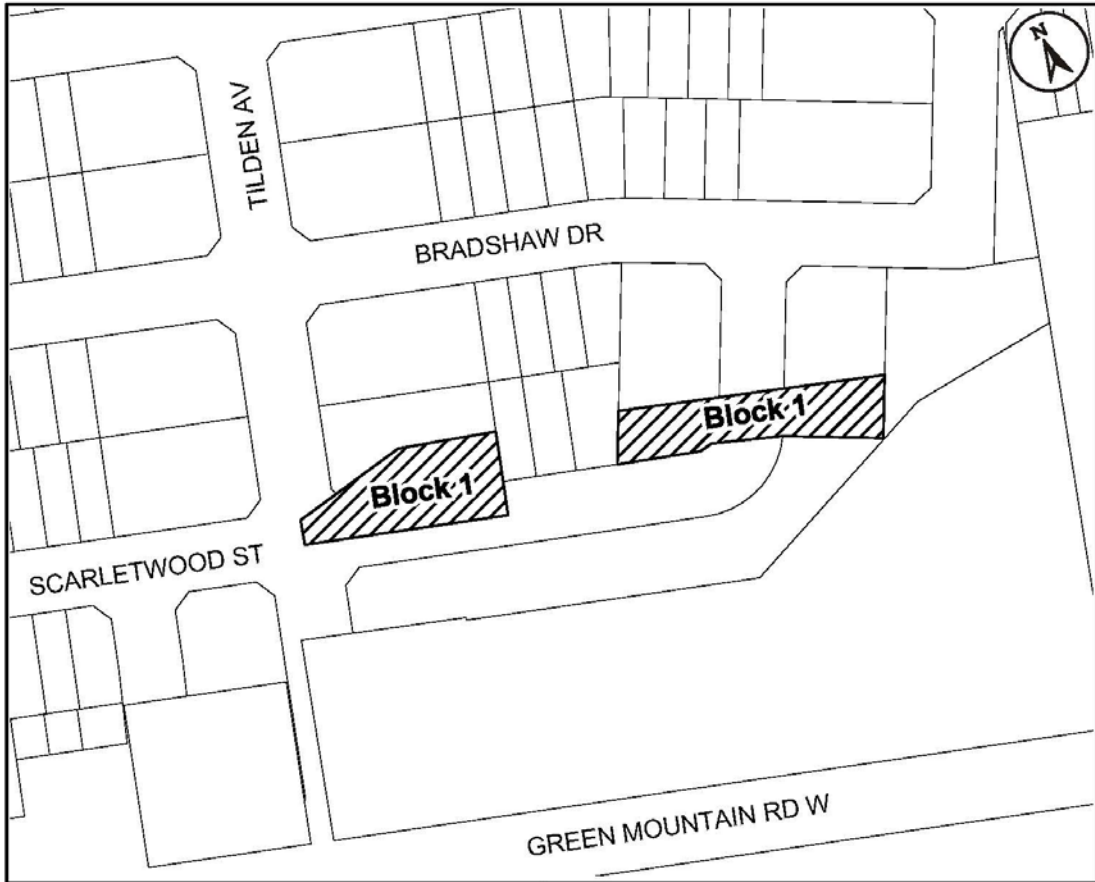 N
TILDEN AV
BRADSHAW DR
Block 1
Block 1
SCARLETWOOD ST
GREEN MOUNTAIN RD W